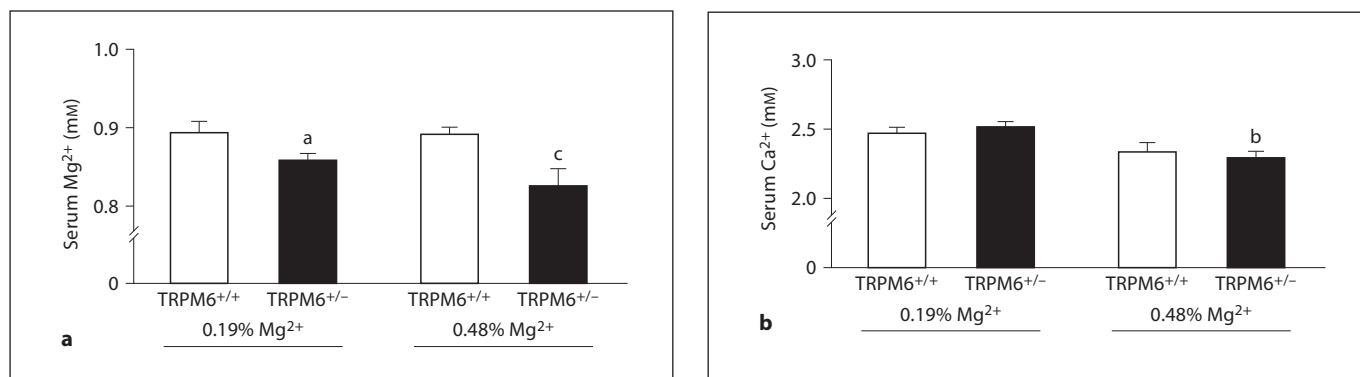 1.0
0.9
0.8
0
Serum Mg²⁺ (mM)
a
c
TRPM6⁺/⁺ TRPM6⁺/⁻ TRPM6⁺/⁺ TRPM6⁺/⁻
0.19% Mg²⁺ 0.48% Mg²⁺
a
3.0
2.5
2.0
0
Serum Ca²⁺ (mM)
b
TRPM6⁺/⁺ TRPM6⁺/⁻ TRPM6⁺/⁺ TRPM6⁺/⁻
0.19% Mg²⁺ 0.48% Mg²⁺
b